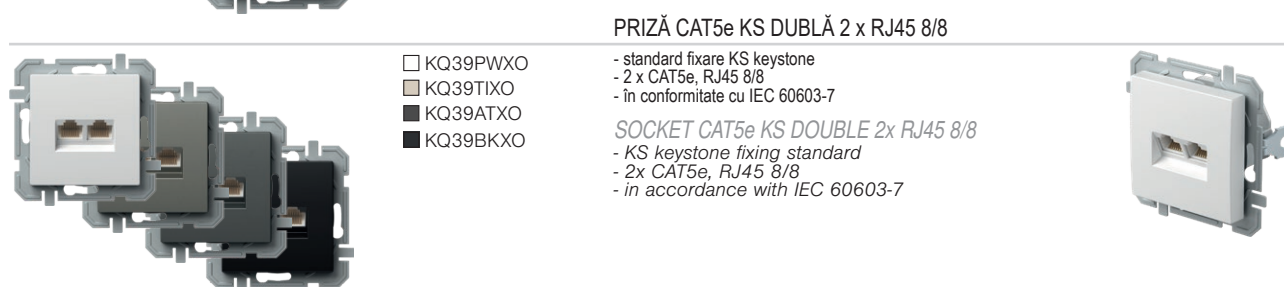 PRIZĂ CAT5e KS DUBLĂ 2 x RJ45 8/8
KQ39PWXO
KQ39TIXO
KQ39ATXO
KQ39BKXO
- standard fixare KS keystone
- 2 x CAT5e, RJ45 8/8
- în conformitate cu IEC 60603-7
SOCKET CAT5e KS DOUBLE 2x RJ45 8/8
- KS keystone fixing standard
- 2x CAT5e, RJ45 8/8
- in accordance with IEC 60603-7